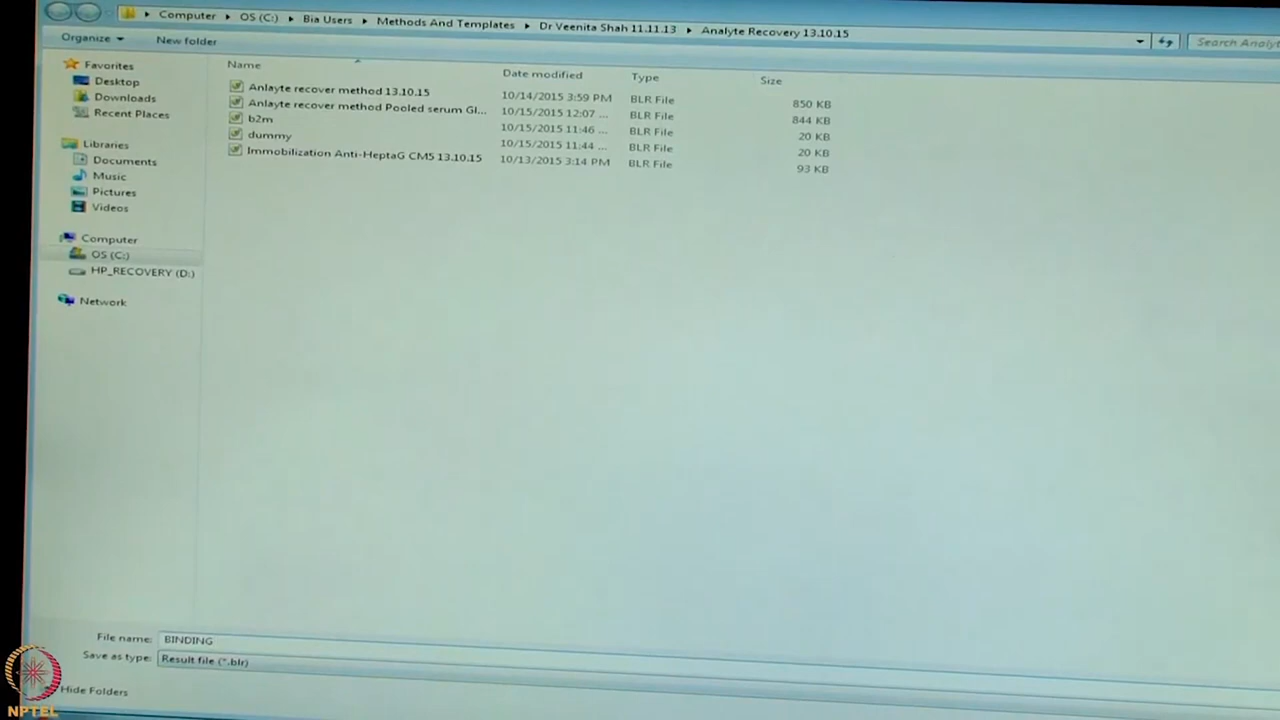 Computer ▸ OS (C:) ▸ Bia Users ▸ Methods And Templates ▸ Dr Veenita Shah 11.11.13 ▸ Analyte Recovery 13.10.15
Search Analyt
Organize
New folder
Name
Date modified
Type
Size
Favorites
Desktop
Downloads
Recent Places
Libraries
Documents
Music
Pictures
Videos
Computer
OS (C:)
HP_RECOVERY (D:)
Network
Anlayte recover method 13.10.15 10/14/2015 3:59 PM BLR File 850 KB
Anlayte recover method Pooled serum Gl... 10/15/2015 12:07 ... BLR File 844 KB
b2m 10/15/2015 11:46 ... BLR File 20 KB
dummy 10/15/2015 11:44 ... BLR File 20 KB
Immobilization Anti-HeptaG CM5 13.10.15 10/13/2015 3:14 PM BLR File 93 KB
File name: BINDING
Save as type: Result file (*.blr)
Hide Folders
NPTEL